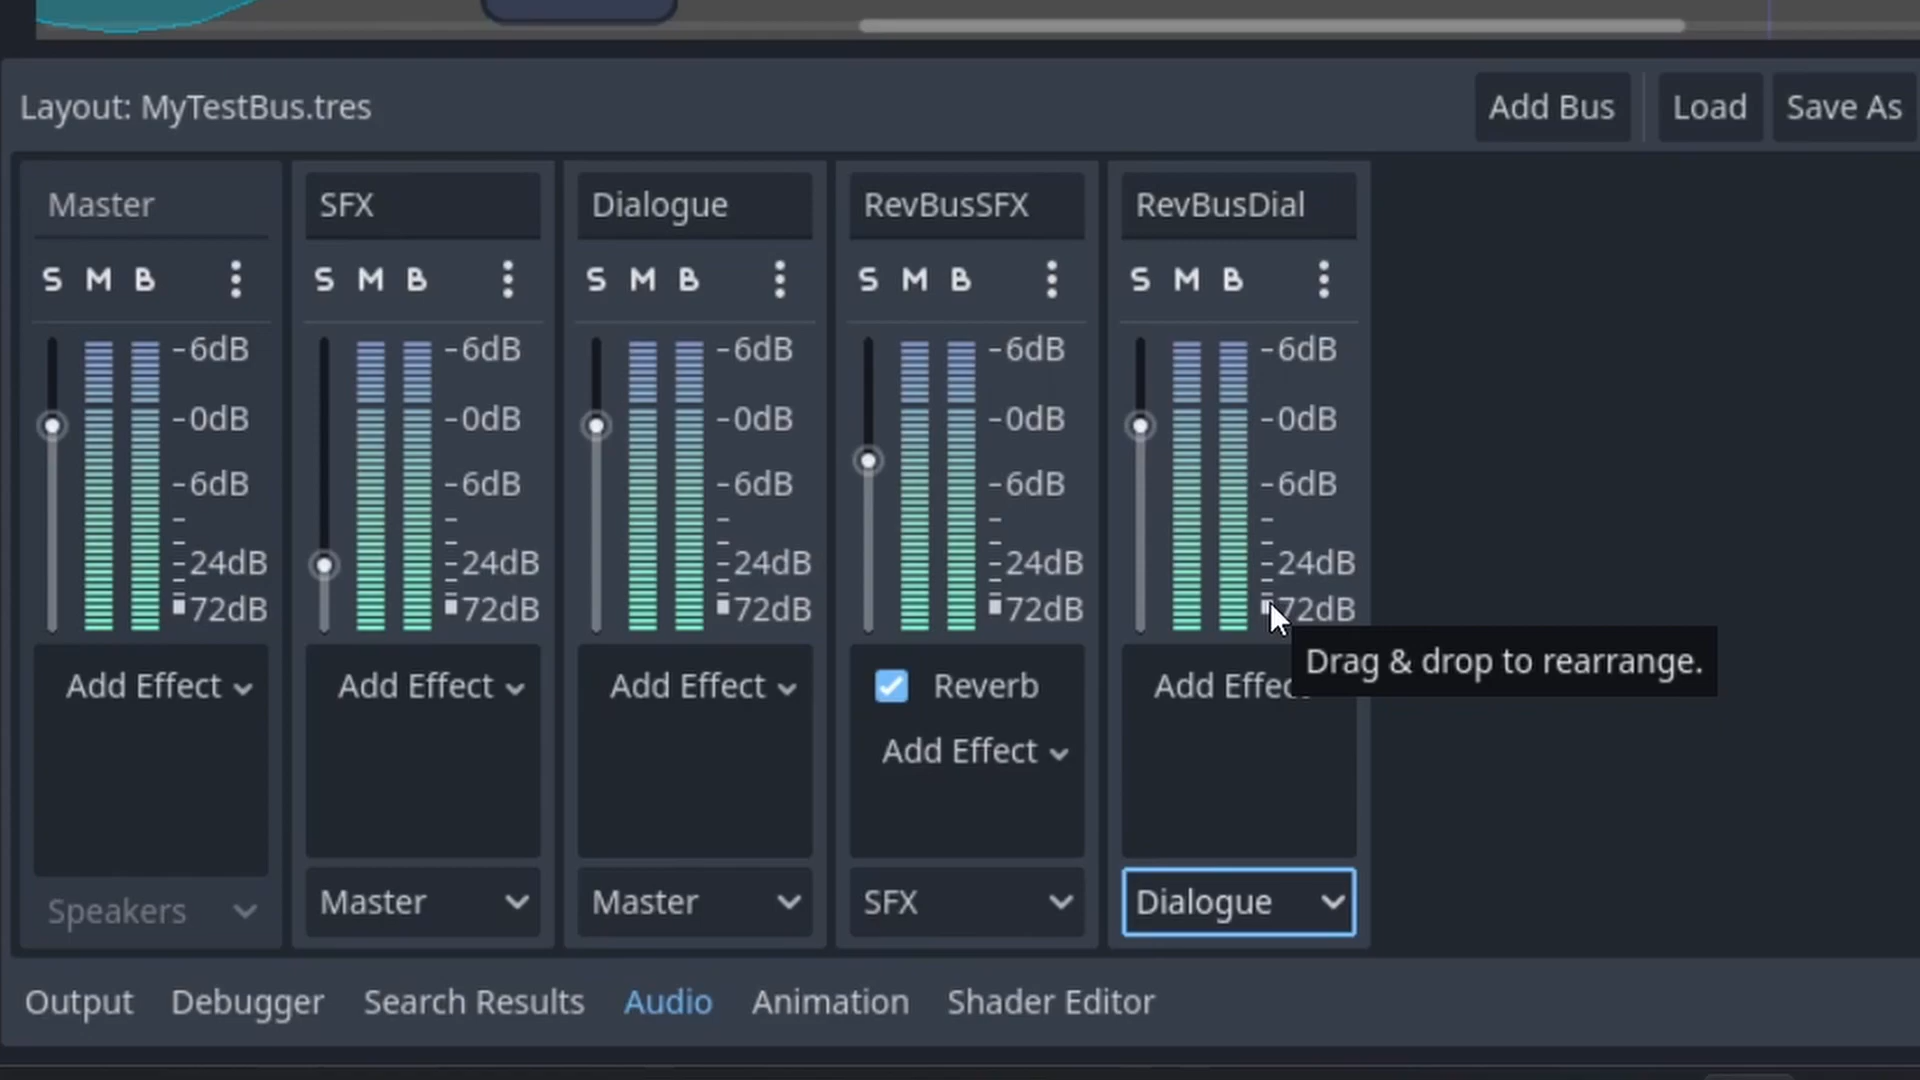 Layout: MyTestBus.tres
Add Bus
Load
Save As
Master
SFX
Dialogue
RevBusSFX
RevBusDial
S M B
S M B
S M B
S M B
S M B
-6dB
-0dB
-6dB
-24dB
72dB
-6dB
-0dB
-6dB
-24dB
72dB
-6dB
-0dB
-6dB
-24dB
72dB
-6dB
-0dB
-6dB
-24dB
72dB
-6dB
-0dB
-6dB
-24dB
72dB
Drag & drop to rearrange.
Add Effect
Add Effect
Add Effect
Reverb
Add Effect
Add Effec
Speakers
Master
Master
SFX
Dialogue
Output
Debugger
Search Results
Audio
Animation
Shader Editor